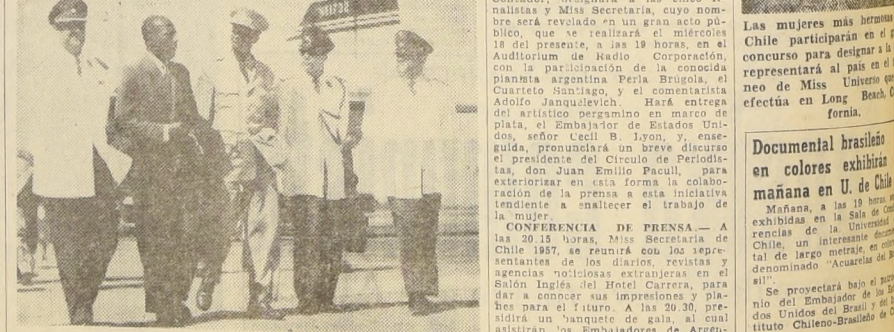 nalistas y Miss Secretaria, cuyo nom-
bre será revelado en un gran acto pú-
blico, que se realizará el miércoles
18 del presente, a las 19 horas, en el
Auditorium de Radio Corporación,
con la participación de la conocida
pianista argentina Perla Brúgola, el
Cuarteto Santiago, y el comentarista
Adolfo Janquélevich. Hará entrega
del artístico pergamino en marco de
plata, el Embajador de Estados Uni-
dos, señor Cecil B. Lyon, y, ense-
guida, pronunciará un breve discurso
el presidente del Círculo de Periodis-
tas, don Juan Emilio Pacull, para
exteriorizar en esta forma la colabo-
ración de la prensa a esta iniciativa
tendiente a enaltecer el trabajo de
la mujer.
CONFERENCIA DE PRENSA.— A
las 20.15 horas, Miss Secretaria de
Chile 1957, se reunirá con los repre-
sentantes de los diarios, revistas y
agencias noticiosas extranjeras en el
Salón Inglés del Hotel Carrera, para
dar a conocer sus impresiones y pla-
nes para el futuro. A las 20.30, pre-
sidirá un banquete de gala, al cual
asistirán los Embajadores de Argen-
Las mujeres más hermosas
Chile participarán en el
concurso para designar a la
representará al país en el
neo de Miss Universo que
efectúa en Long Beach,
fornia.
Documental brasileño
en colores exhibirán
mañana en U. de Chile
Mañana, a las 19 horas
exhibidas en la Sala de
rencias de la Universidad
Chile, un interesante
tal de largo metraje, en
denominado "Acuarelas del
sil".
Se proyectará bajo el
nio del Embajador de los
dos Unidos del Brasil y del
tituto Chileno-Brasileño de